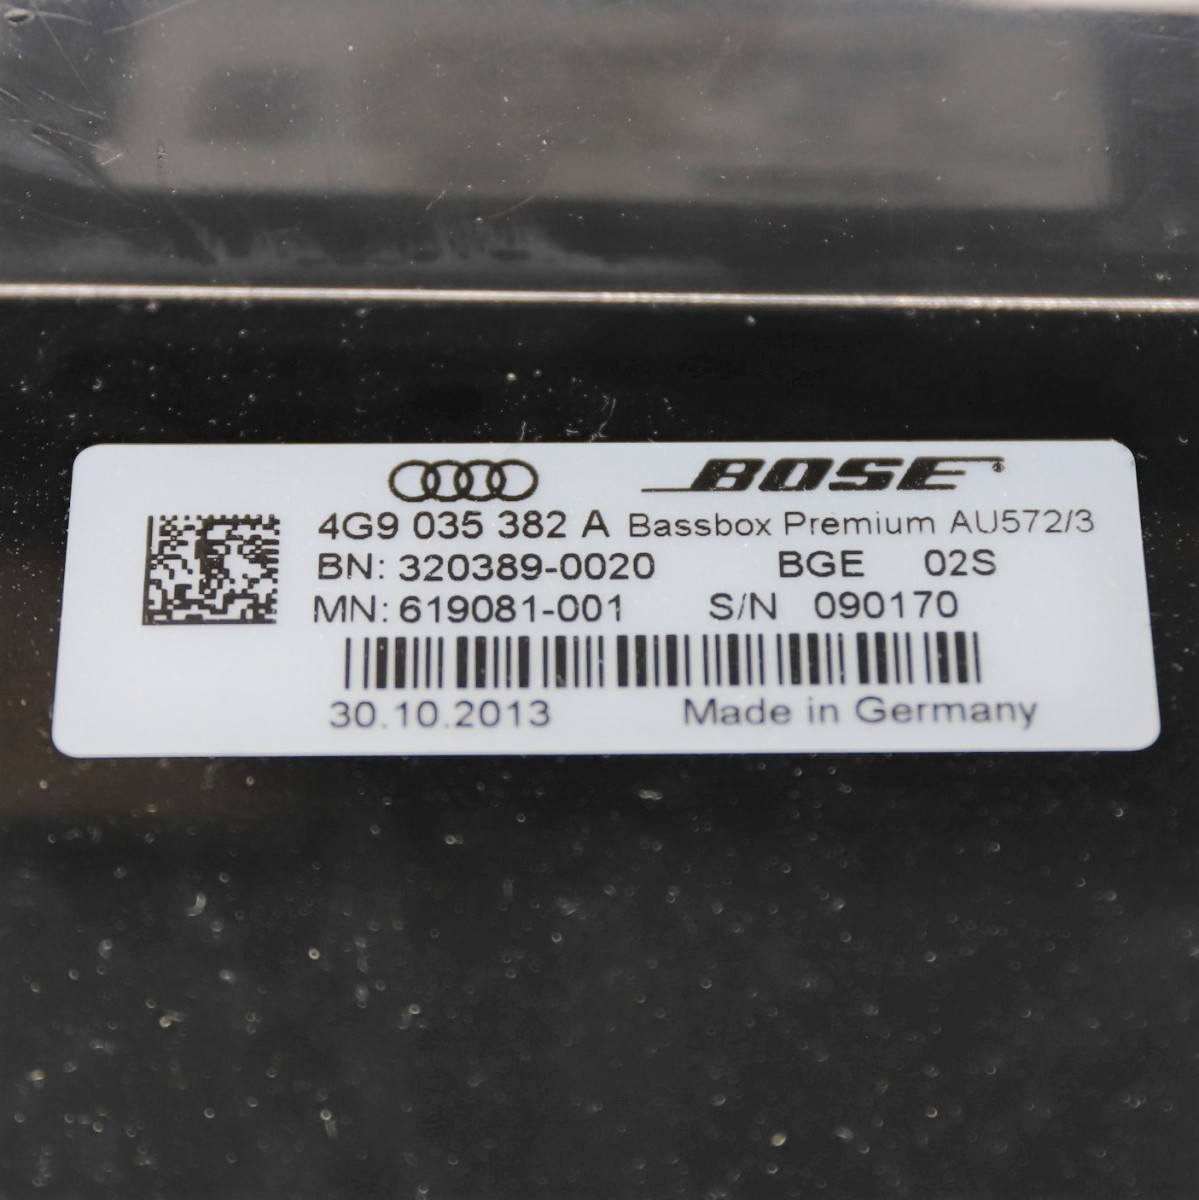 BOSE
4G9 035 382 A Bassbox Premium AU572/3
BN: 320389-0020 BGE 02S
MN: 619081-001 S/N 090170
30.10.2013 Made in Germany